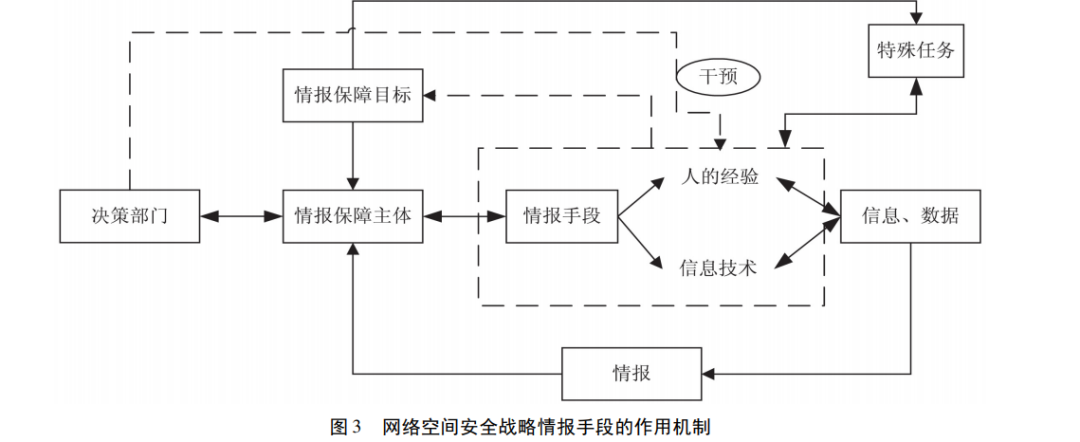 特殊任务
干预
情报保障目标
人的经验
决策部门
情报保障主体
情报手段
信息、数据
信息技术
情报
图3 网络空间安全战略情报手段的作用机制